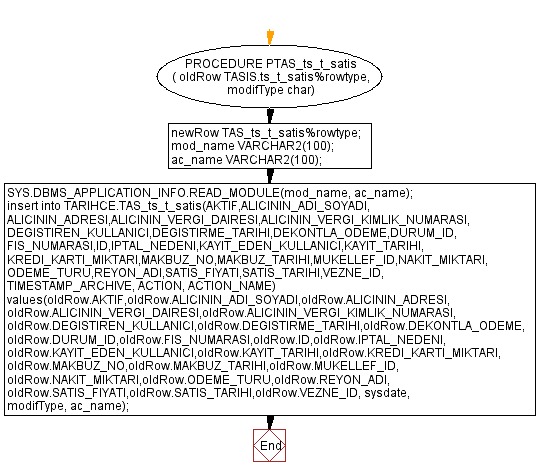 PROCEDURE PTAS_ts_t_satis
( oldRow TASIS.ts_t_satis%rowtype,
modifType char)
newRow TAS_ts_t_satis%rowtype;
mod_name VARCHAR2(100);
ac_name VARCHAR2(100);
SYS.DBMS_APPLICATION_INFO.READ_MODULE(mod_name, ac_name);
insert into TARIHCE.TAS_ts_t_satis(AKTIF,ALICININ_ADI_SOYADI,
ALICININ_ADRESI,ALICININ_VERGI_DAIRESI,ALICININ_VERGI_KIMLIK_NUMARASI,
DEGISTIREN_KULLANICI,DEGISTIRME_TARIHI,DEKONTLA_ODEME,DURUM_ID,
FIS_NUMARASI,ID,IPTAL_NEDENI,KAYIT_EDEN_KULLANICI,KAYIT_TARIHI,
KREDI_KARTI_MIKTARI,MAKBUZ_NO,MAKBUZ_TARIHI,MUKELLEF_ID,NAKIT_MIKTARI,
ODEME_TURU,REYON_ADI,SATIS_FIYATI,SATIS_TARIHI,VEZNE_ID,
TIMESTAMP_ARCHIVE, ACTION, ACTION_NAME)
values(oldRow.AKTIF,oldRow.ALICININ_ADI_SOYADI,oldRow.ALICININ_ADRESI,
oldRow.ALICININ_VERGI_DAIRESI,oldRow.ALICININ_VERGI_KIMLIK_NUMARASI,
oldRow.DEGISTIREN_KULLANICI,oldRow.DEGISTIRME_TARIHI,oldRow.DEKONTLA_ODEME,
oldRow.DURUM_ID,oldRow.FIS_NUMARASI,oldRow.ID,oldRow.IPTAL_NEDENI,
oldRow.KAYIT_EDEN_KULLANICI,oldRow.KAYIT_TARIHI,oldRow.KREDI_KARTI_MIKTARI,
oldRow.MAKBUZ_NO,oldRow.MAKBUZ_TARIHI,oldRow.MUKELLEF_ID,
oldRow.NAKIT_MIKTARI,oldRow.ODEME_TURU,oldRow.REYON_ADI,
oldRow.SATIS_FIYATI,oldRow.SATIS_TARIHI,oldRow.VEZNE_ID, sysdate,
modifType, ac_name);
End